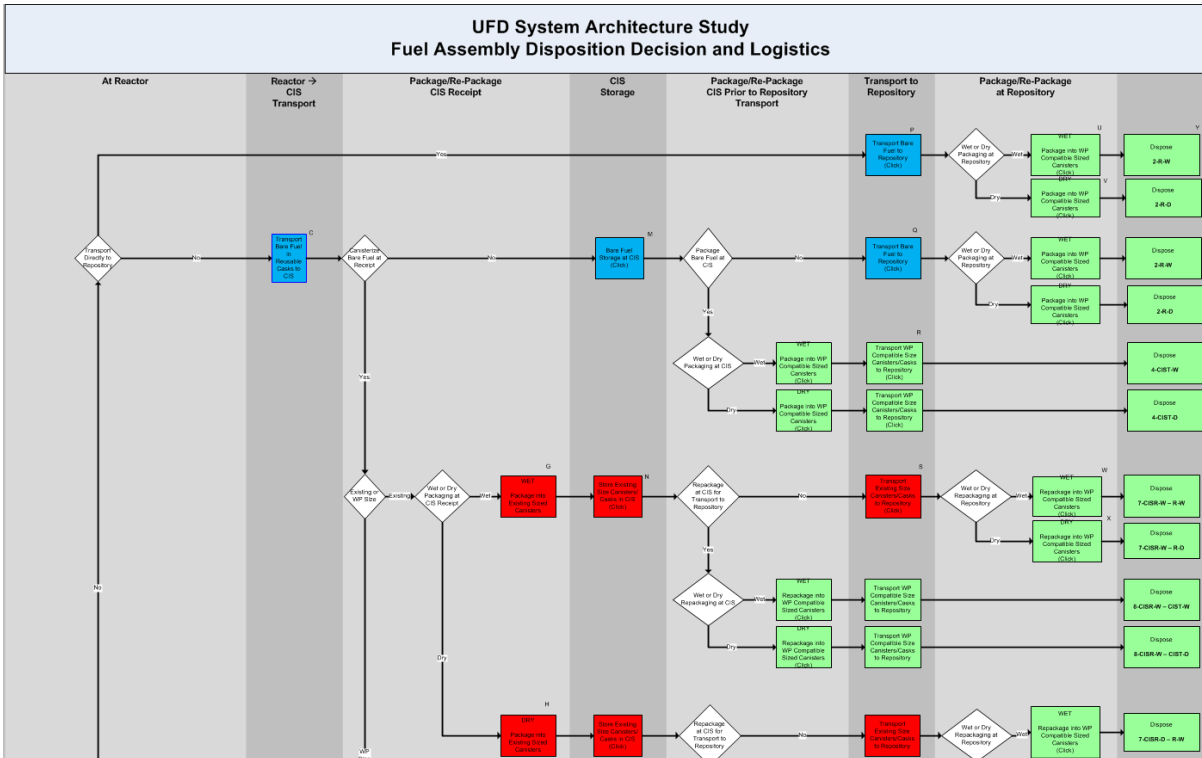 UFD System Architecture Study
Fuel Assembly Disposition Decision and Logistics
At Reactor
Reactor →
CIS
Transport
Package/Re-Package
CIS Receipt
CIS
Storage
Package/Re-Package
CIS Prior to Repository
Transport
Transport to
Repository
Package/Re-Package
at Repository
Yes
P
Transport Bare
Fuel to
Repository
(Click)
Wet or Dry
Packaging at
Repository
Wet
U
WET
Package into WP
Compatible Sized
Canisters
(Click)
Y
Dispose
2-R-W
Dry
V
DRY
Package into WP
Compatible Sized
Canisters
(Click)
Dispose
2-R-D
Transport
Directly to
Repository
No
C
Transport
Bare Fuel
in
Reusable
Casks to
CIS
Canisterize
Bare Fuel at
Receipt
No
M
Bare Fuel
Storage at CIS
(Click)
Package
Bare Fuel at
CIS
No
Q
Transport Bare
Fuel to
Repository
(Click)
Wet or Dry
Packaging at
Repository
Wet
WET
Package into WP
Compatible Sized
Canisters
(Click)
Dispose
2-R-W
Dry
DRY
Package into WP
Compatible Sized
Canisters
(Click)
Dispose
2-R-D
Yes
Wet or Dry
Packaging at CIS
Wet
WET
Package into WP
Compatible Sized
Canisters
(Click)
R
Transport WP
Compatible Size
Canisters/Casks
to Repository
(Click)
Dispose
4-CIST-W
Dry
DRY
Package into WP
Compatible Sized
Canisters
(Click)
Transport WP
Compatible Size
Canisters/Casks
to Repository
(Click)
Dispose
4-CIST-D
Yes
Existing or
WP Size
Existing
Wet or Dry
Packaging at
CIS Receipt
Wet
G
WET
Package into
Existing Sized
Canisters
N
Store Existing
Size Canisters/
Casks in CIS
(Click)
Repackage
at CIS for
Transport to
Repository
No
S
Transport
Existing Size
Canisters/Casks
to Repository
(Click)
Wet or Dry
Repackaging at
Repository
Wet
W
WET
Repackage into WP
Compatible Sized
Canisters
(Click)
Dispose
7-CISR-W – R-W
Dry
X
DRY
Repackage into WP
Compatible Sized
Canisters
(Click)
Dispose
7-CISR-W – R-D
Yes
Wet or Dry
Repackaging at CIS
Wet
WET
Repackage into
WP Compatible
Sized Canisters
(Click)
Transport WP
Compatible Size
Canisters/Casks
to Repository
Dispose
8-CISR-W – CIST-W
Dry
DRY
Repackage into
WP Compatible
Sized Canisters
(Click)
Transport WP
Compatible Size
Canisters/Casks
to Repository
Dispose
8-CISR-W – CIST-D
No
Dry
H
DRY
Package into
Existing Sized
Canisters
Store Existing
Size Canisters/
Casks in CIS
(Click)
Repackage
at CIS for
Transport to
Repository
No
Transport
Existing Size
Canisters/Casks
to Repository
Wet or Dry
Repackaging at
Repository
Wet
WET
Repackage into WP
Compatible Sized
Canisters
(Click)
Dispose
7-CISR-D – R-W
WP